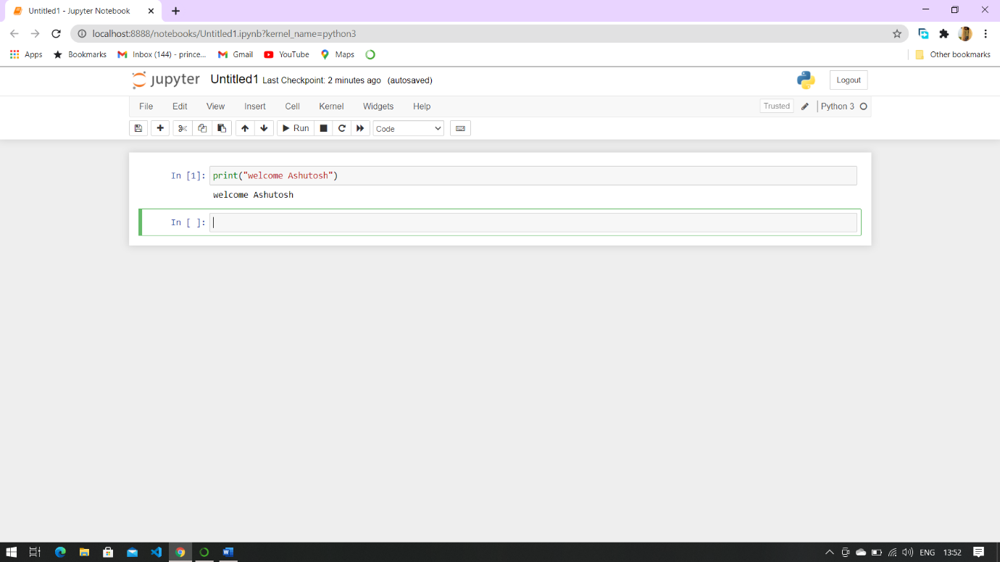 Untitled1 - Jupyter Notebook
localhost:8888/notebooks/Untitled1.ipynb?kernel_name=python3
Apps Bookmarks Inbox (144) - prince... Gmail YouTube Maps Other bookmarks
jupyter Untitled1 Last Checkpoint: 2 minutes ago (autosaved) Logout
File Edit View Insert Cell Kernel Widgets Help Trusted Python 3
Run Code
In [1]: print("welcome Ashutosh")
welcome Ashutosh
In [ ]:
ENG 13:52